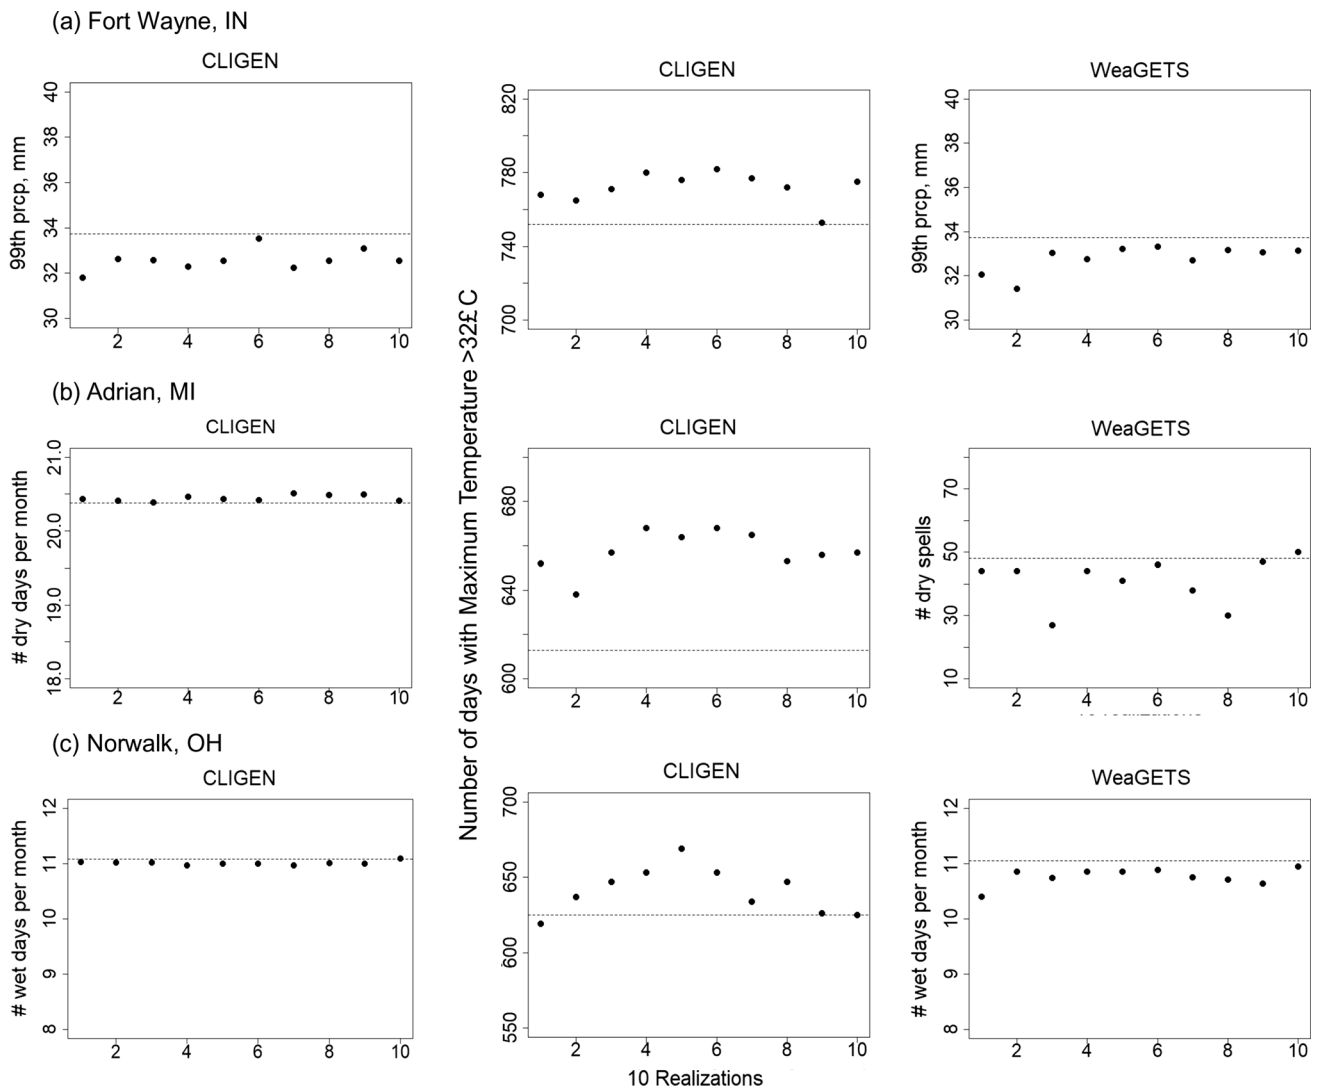 (a) Fort Wayne, IN
CLIGEN
99th prcp, mm
40
38
36
34
32
30
2 4 6 8 10
CLIGEN
820
780
740
700
2 4 6 8 10
WeaGETS
99th prcp, mm
40
38
36
34
32
30
2 4 6 8 10
Number of days with Maximum Temperature >32£ C
(b) Adrian, MI
CLIGEN
# dry days per month
21.0
20.0
19.0
18.0
2 4 6 8 10
CLIGEN
680
640
600
2 4 6 8 10
WeaGETS
# dry spells
70
50
30
10
2 4 6 8 10
(c) Norwalk, OH
CLIGEN
# wet days per month
12
11
10
9
8
2 4 6 8 10
CLIGEN
700
650
600
550
2 4 6 8 10
10 Realizations
WeaGETS
# wet days per month
12
11
10
9
8
2 4 6 8 10